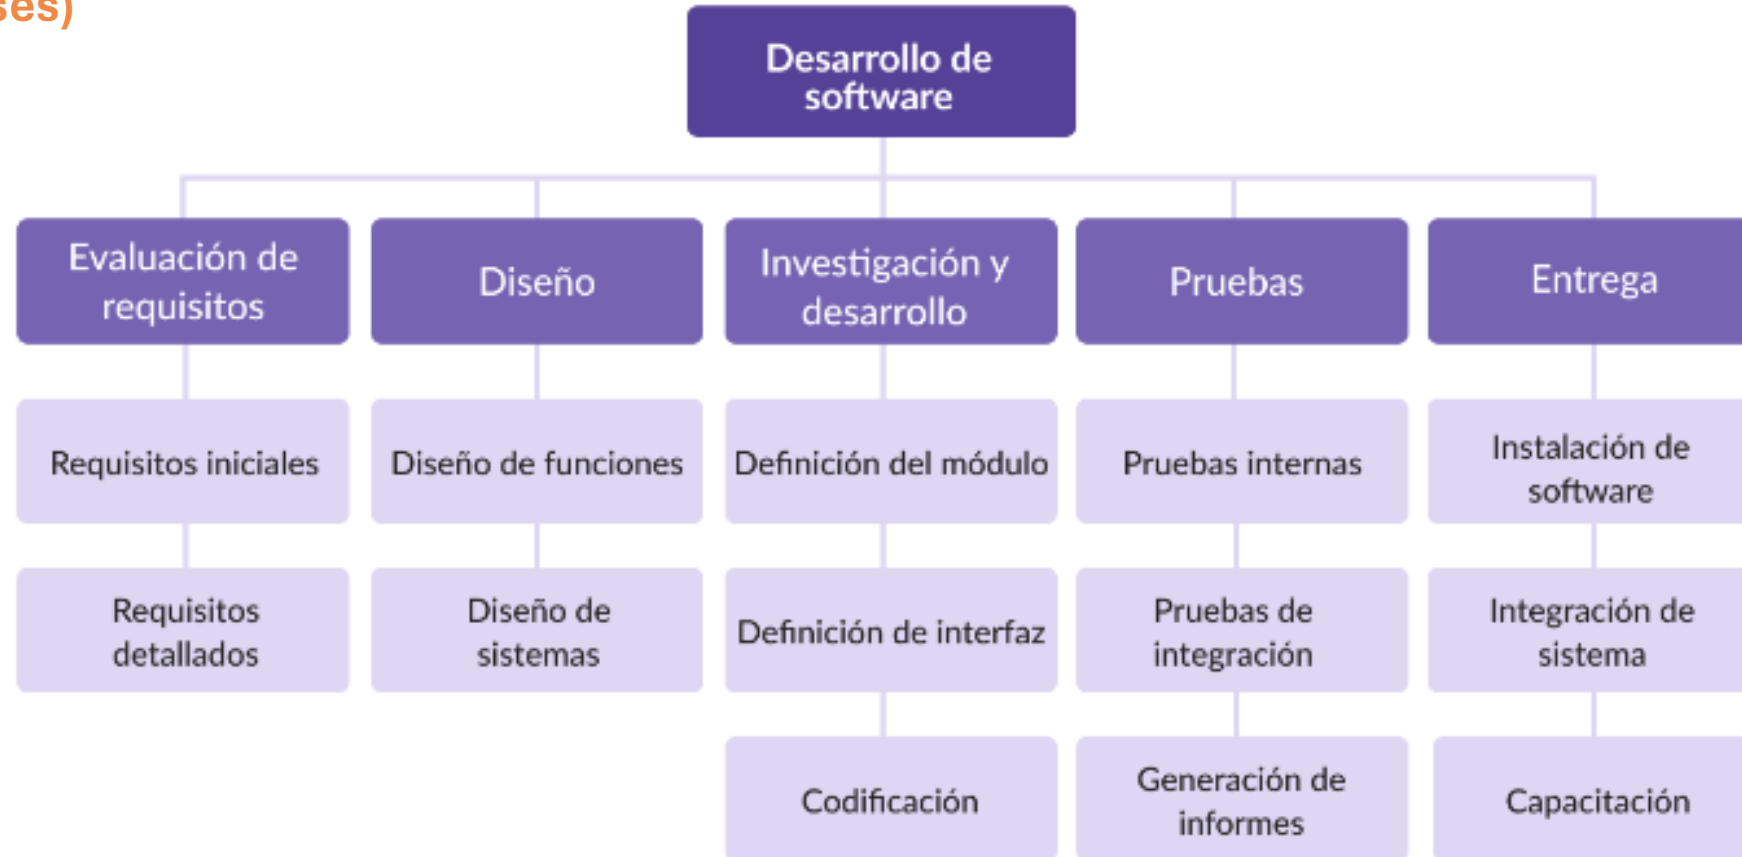 ses)
Desarrollo de
software
Evaluación de
requisitos
Diseño
Investigación y
desarrollo
Pruebas
Entrega
Requisitos iniciales
Diseño de funciones
Definición del módulo
Pruebas internas
Instalación de
software
Requisitos
detallados
Diseño de
sistemas
Definición de interfaz
Pruebas de
integración
Integración de
sistema
Codificación
Generación de
informes
Capacitación